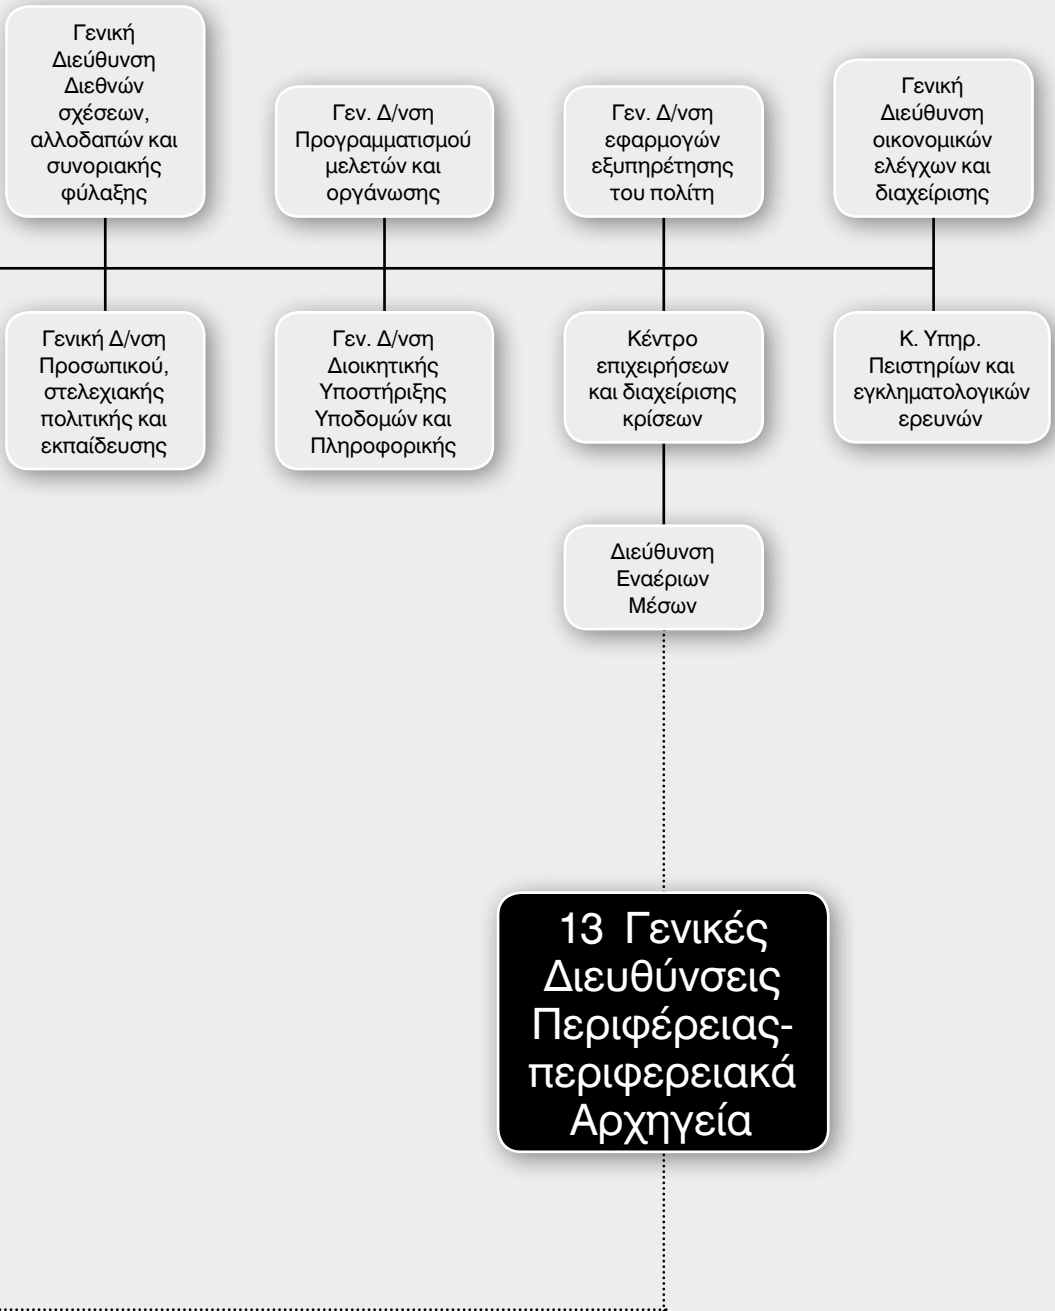 Γενική
Διεύθυνση
Διεθνών
σχέσεων,
αλλοδαπών και
συνοριακής
φύλαξης
Γεν. Δ/νση
Προγραμματισμού
μελετών και
οργάνωσης
Γεν. Δ/νση
εφαρμογών
εξυπηρέτησης
του πολίτη
Γενική
Διεύθυνση
οικονομικών
ελέγχων και
διαχείρισης
Γενική Δ/νση
Προσωπικού,
στελεχιακής
πολιτικής και
εκπαίδευσης
Γεν. Δ/νση
Διοικητικής
Υποστήριξης
Υποδομών και
Πληροφορικής
Κέντρο
επιχειρήσεων
και διαχείρισης
κρίσεων
Κ. Υπηρ.
Πειστηρίων και
εγκληματολογικών
ερευνών
Διεύθυνση
Εναέριων
Μέσων
13 Γενικές
Διευθύνσεις
Περιφέρειας-
περιφερειακά
Αρχηγεία